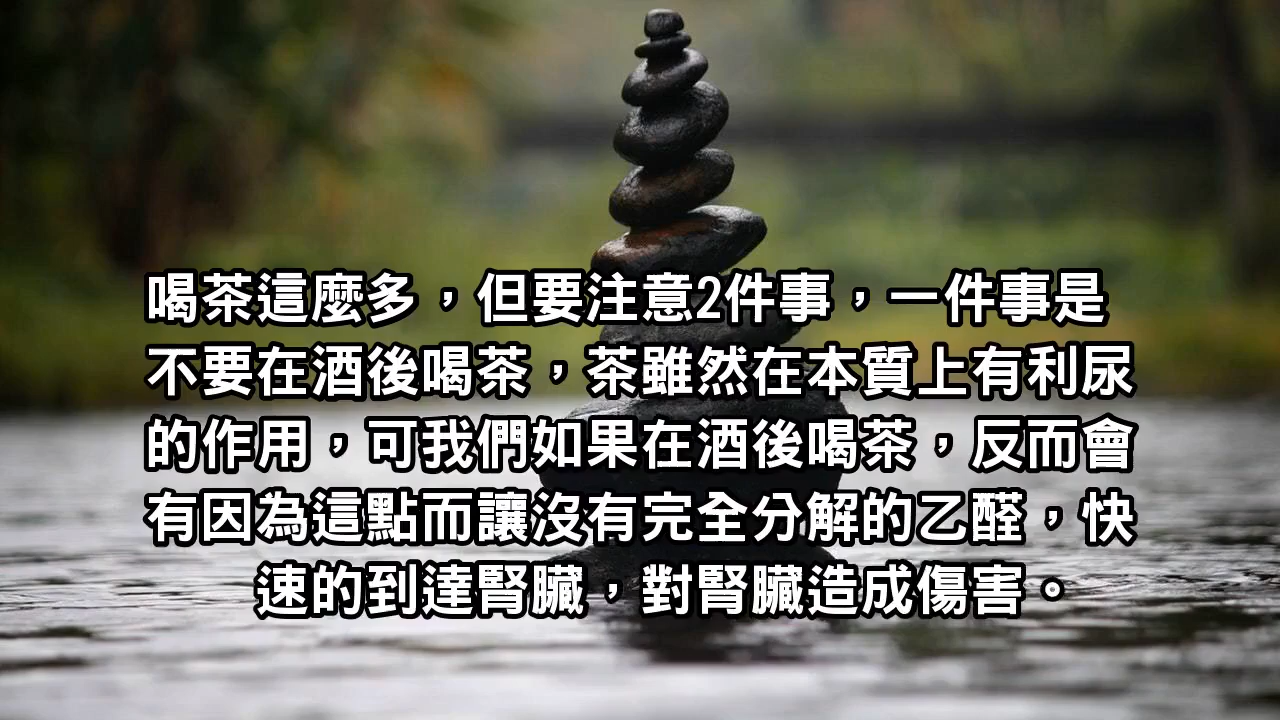 喝茶這麼多，但要注意2件事，一件事是
不要在酒後喝茶，茶雖然在本質上有利尿
的作用，可我們如果在酒後喝茶，反而會
有因為這點而讓沒有完全分解的乙醛，快
速的到達腎臟，對腎臟造成傷害。